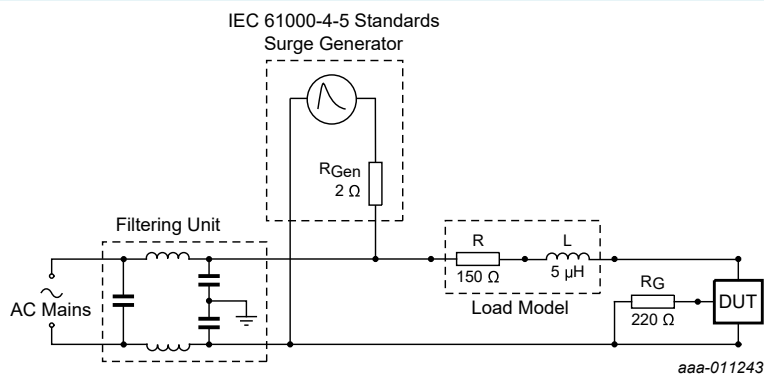 IEC 61000-4-5 Standards
Surge Generator
RGen
2 Ω
Filtering Unit
R
L
150 Ω
5 μH
RG
DUT
AC Mains
Load Model
220 Ω
aaa-011243